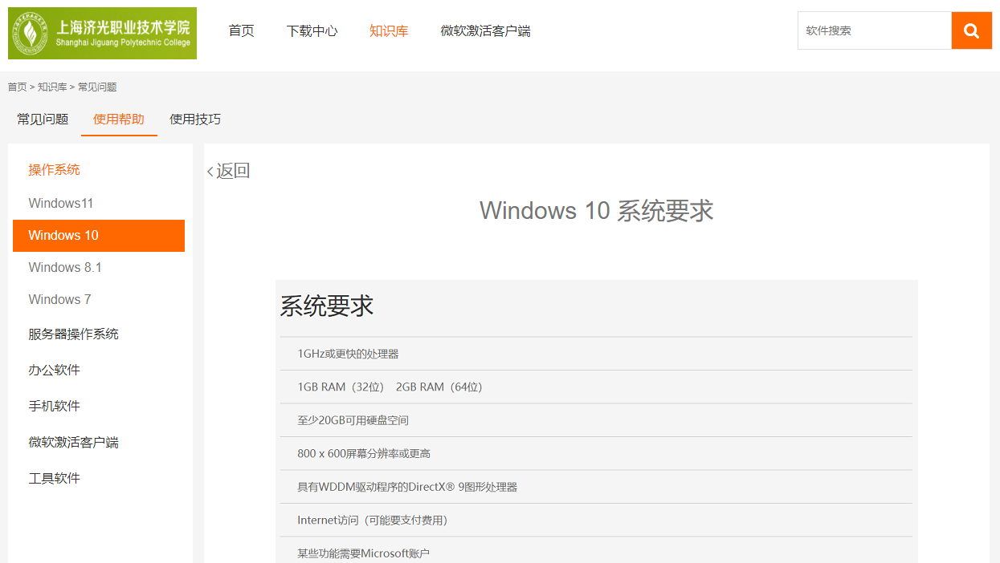 上海济光职业技术学院
Shanghai Jiguang Polytechnic College
首页 下载中心 知识库 微软激活客户端
软件搜索
首页 > 知识库 > 常见问题
常见问题 使用帮助 使用技巧
操作系统
Windows11
Windows 10
Windows 8.1
Windows 7
服务器操作系统
办公软件
手机软件
微软激活客户端
工具软件
<返回
Windows 10 系统要求
系统要求
1GHz或更快的处理器
1GB RAM（32位） 2GB RAM（64位）
至少20GB可用硬盘空间
800 x 600屏幕分辨率或更高
具有WDDM驱动程序的DirectX® 9图形处理器
Internet访问（可能要支付费用）
某些功能需要Microsoft账户